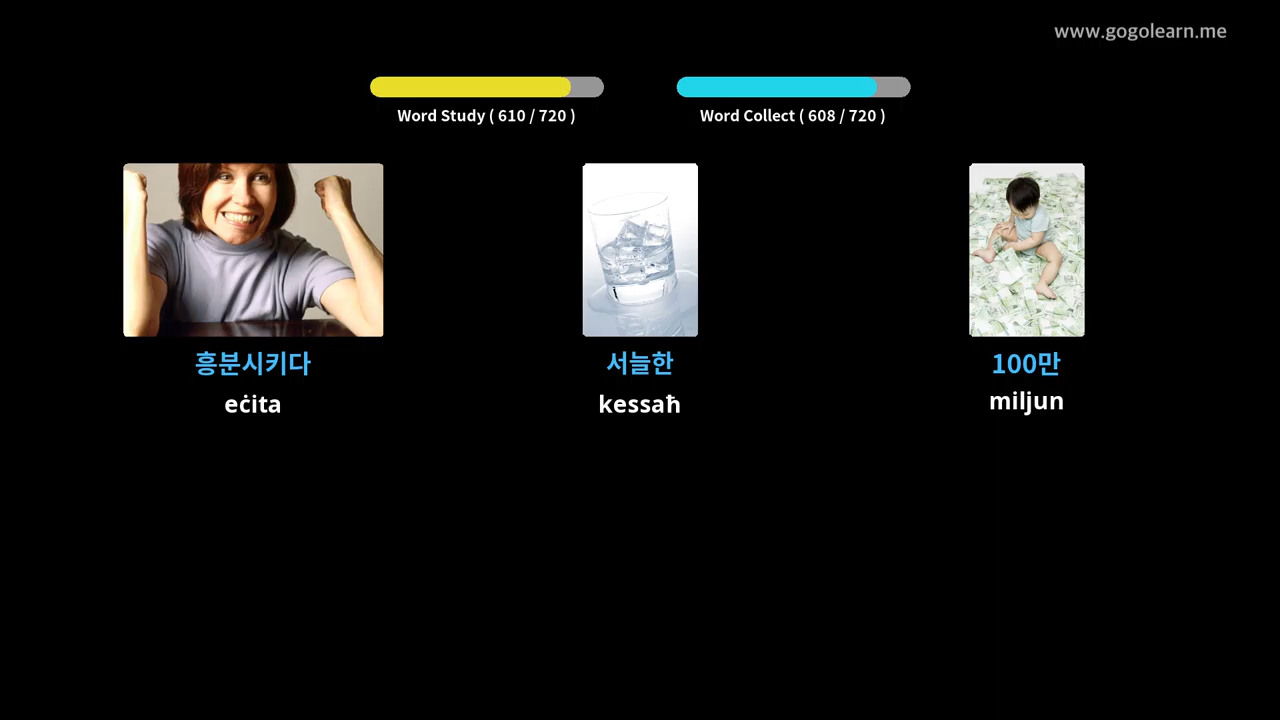 www.gogolearn.me
Word Study ( 610 / 720 )
Word Collect ( 608 / 720 )
흥분시키다
서늘한
100만
eċita
kessaħ
miljun